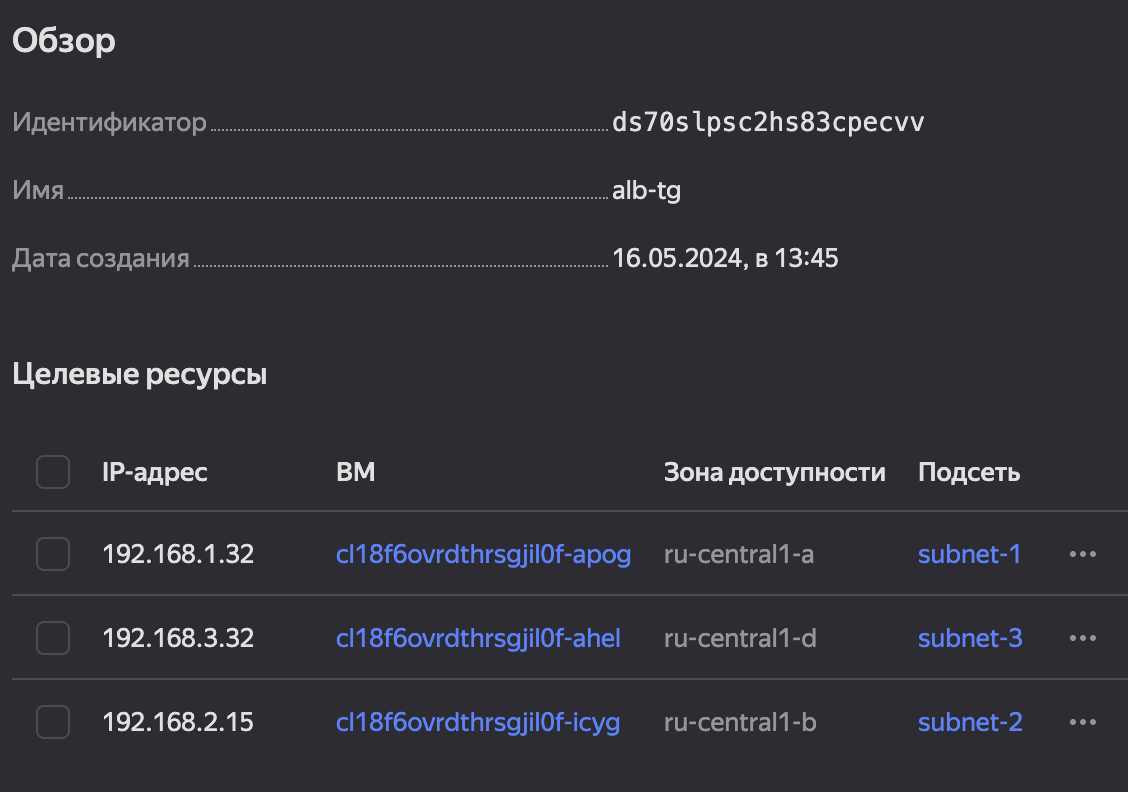 Обзор
Идентификатор ds70slpsc2hs83cpecvv
Имя alb-tg
Дата создания 16.05.2024, в 13:45
Целевые ресурсы
IP-адрес ВМ Зона доступности Подсеть
192.168.1.32 cl18f6ovrdthrsgjil0f-apog ru-central1-a subnet-1
192.168.3.32 cl18f6ovrdthrsgjil0f-ahel ru-central1-d subnet-3
192.168.2.15 cl18f6ovrdthrsgjil0f-icyg ru-central1-b subnet-2